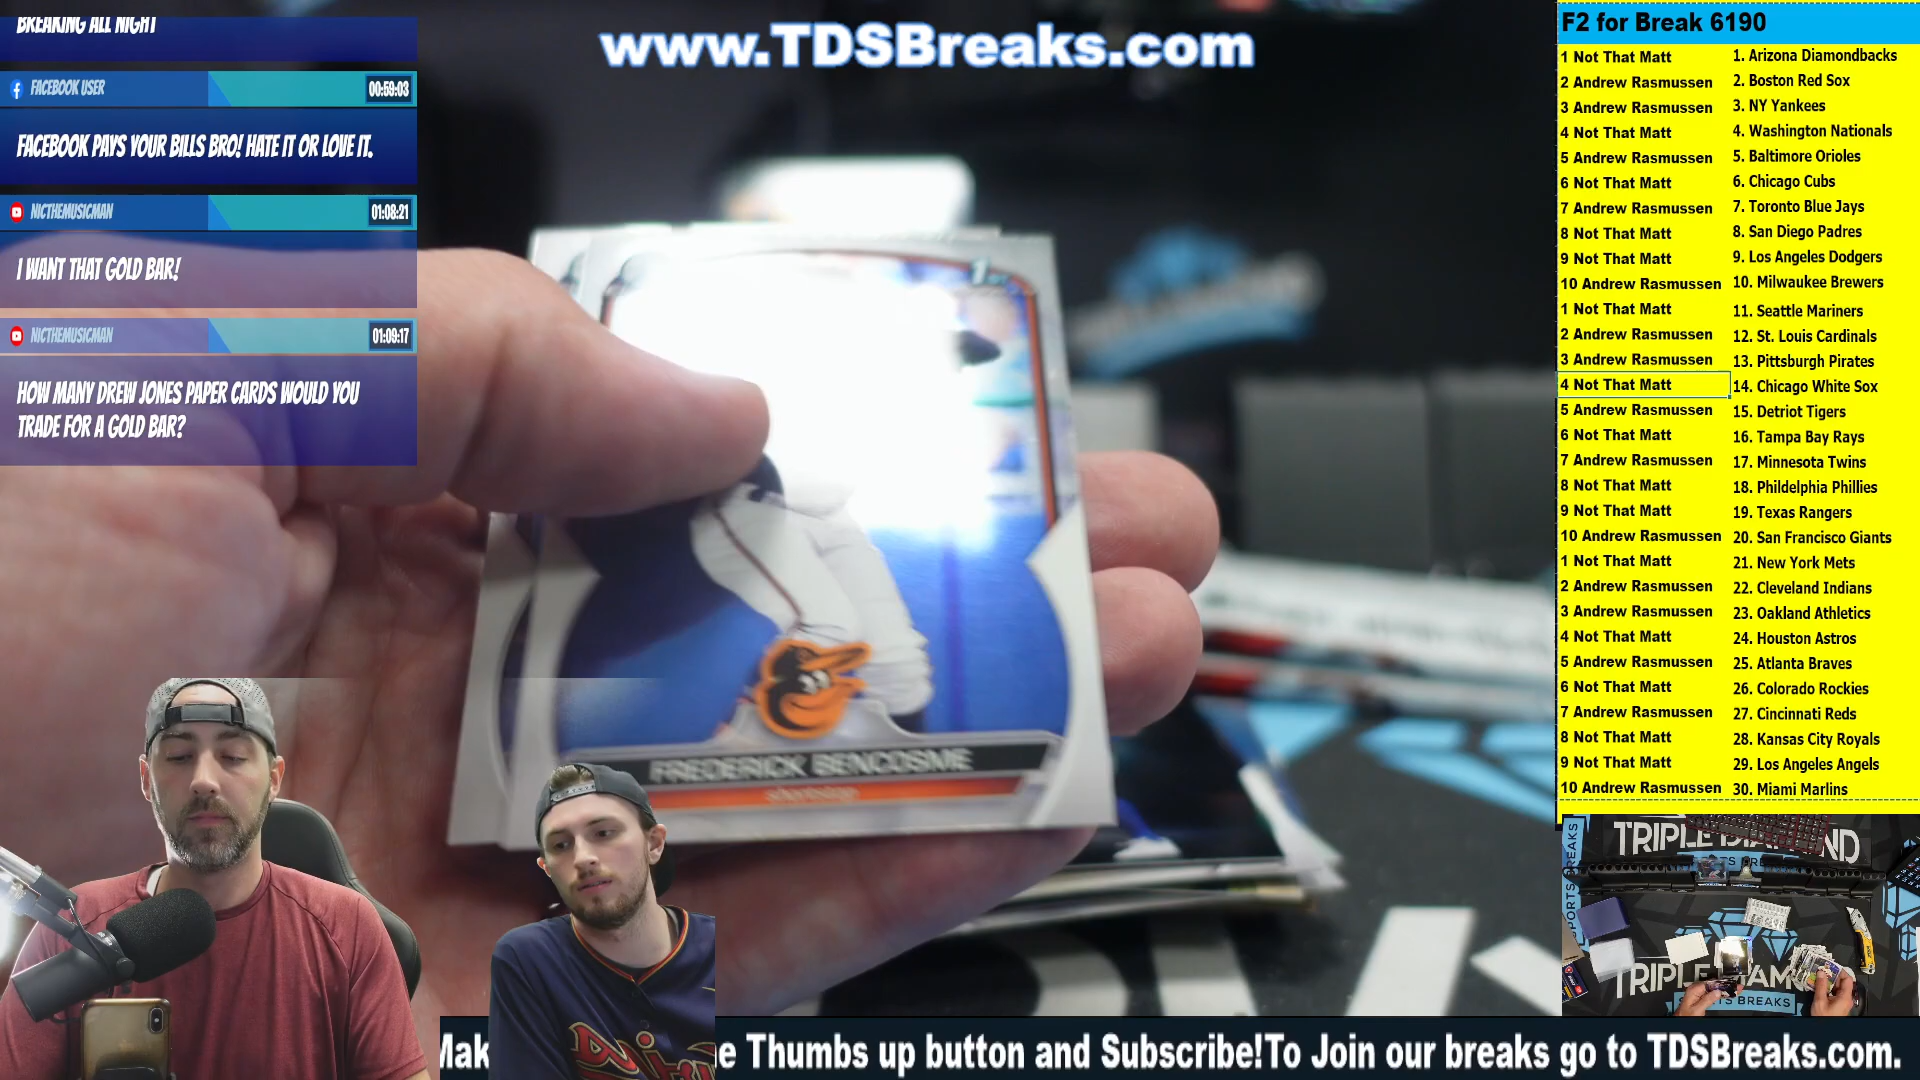 BREAKING ALL NIGHT
FACEBOOK USER
00:59:03
FACEBOOK PAYS YOUR BILLS BRO! HATE IT OR LOVE IT.
NICTHEMUSICMAN
01:08:21
I WANT THAT GOLD BAR!
NICTHEMUSICMAN
01:09:17
HOW MANY DREW JONES PAPER CARDS WOULD YOU
TRADE FOR A GOLD BAR?
www.TDSBreaks.com
1st
FREDERICK BENCOSME
shortstop
F2 for Break 6190
1 Not That Matt 1. Arizona Diamondbacks
2 Andrew Rasmussen 2. Boston Red Sox
3 Andrew Rasmussen 3. NY Yankees
4 Not That Matt 4. Washington Nationals
5 Andrew Rasmussen 5. Baltimore Orioles
6 Not That Matt 6. Chicago Cubs
7 Andrew Rasmussen 7. Toronto Blue Jays
8 Not That Matt 8. San Diego Padres
9 Not That Matt 9. Los Angeles Dodgers
10 Andrew Rasmussen 10. Milwaukee Brewers
1 Not That Matt 11. Seattle Mariners
2 Andrew Rasmussen 12. St. Louis Cardinals
3 Andrew Rasmussen 13. Pittsburgh Pirates
4 Not That Matt 14. Chicago White Sox
5 Andrew Rasmussen 15. Detriot Tigers
6 Not That Matt 16. Tampa Bay Rays
7 Andrew Rasmussen 17. Minnesota Twins
8 Not That Matt 18. Phildelphia Phillies
9 Not That Matt 19. Texas Rangers
10 Andrew Rasmussen 20. San Francisco Giants
1 Not That Matt 21. New York Mets
2 Andrew Rasmussen 22. Cleveland Indians
3 Andrew Rasmussen 23. Oakland Athletics
4 Not That Matt 24. Houston Astros
5 Andrew Rasmussen 25. Atlanta Braves
6 Not That Matt 26. Colorado Rockies
7 Andrew Rasmussen 27. Cincinnati Reds
8 Not That Matt 28. Kansas City Royals
9 Not That Matt 29. Los Angeles Angels
10 Andrew Rasmussen 30. Miami Marlins
TRIPLE DIAMOND
SPORTS BREAKS
TRIPLE DIAM
SPORTS BREAKS
Mak e Thumbs up button and Subscribe!To Join our breaks go to TDSBreaks.com.